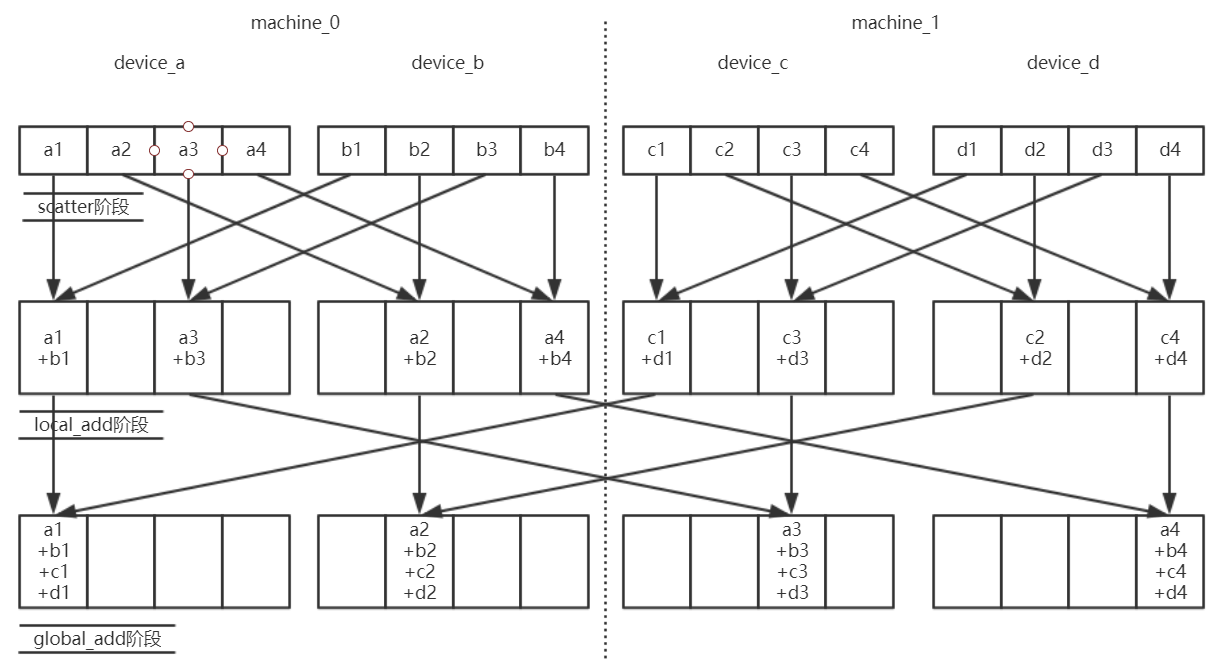 machine_0
machine_1
device_a
device_b
device_c
device_d
a1 a2 a3 a4 b1 b2 b3 b4 c1 c2 c3 c4 d1 d2 d3 d4
scatter阶段
a1 a3 a2 a4 c1 c3 c2 c4
+b1 +b3 +b2 +b4 +d1 +d3 +d2 +d4
local_add阶段
a1 a2 a3 a4
+b1 +b2 +b3 +b4
+c1 +c2 +c3 +c4
+d1 +d2 +d3 +d4
global_add阶段